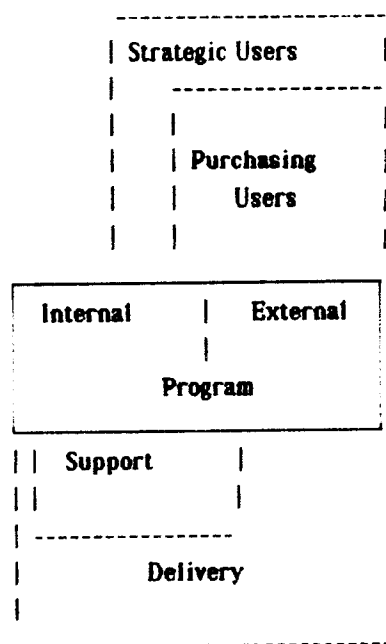 Strategic Users
Purchasing
Users
Internal | External
Program
Support
Delivery